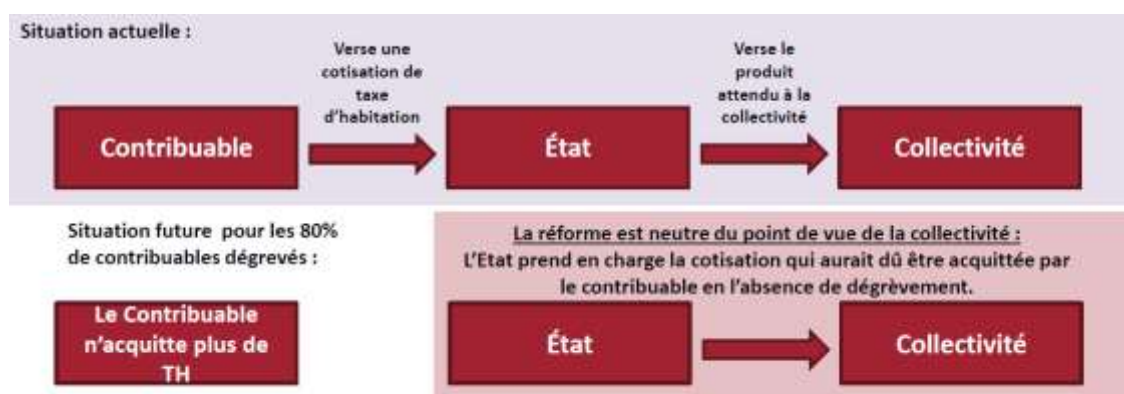 Situation actuelle :
Verse une
cotisation de
taxe
d'habitation
Verse le
produit
attendu à la
collectivité
Contribuable
État
Collectivité
Situation future pour les 80%
de contribuables dégrevés :
La réforme est neutre du point de vue de la collectivité :
L'Etat prend en charge la cotisation qui aurait dû être acquittée par
le contribuable en l'absence de dégrèvement.
Le Contribuable
n'acquitte plus de
TH
État
Collectivité